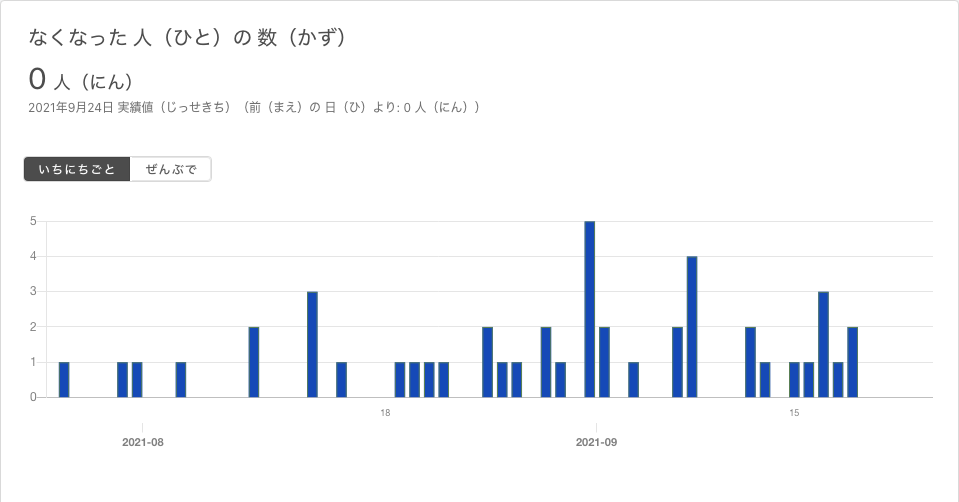 なくなった 人（ひと）の 数（かず）
0 人（にん）
2021年9月24日 実績値（じっせきち）（前（まえ）の 日（ひ）より: 0 人（にん））
いちにちごと ぜんぶで
5
4
3
2
1
0
18 15
2021-08 2021-09